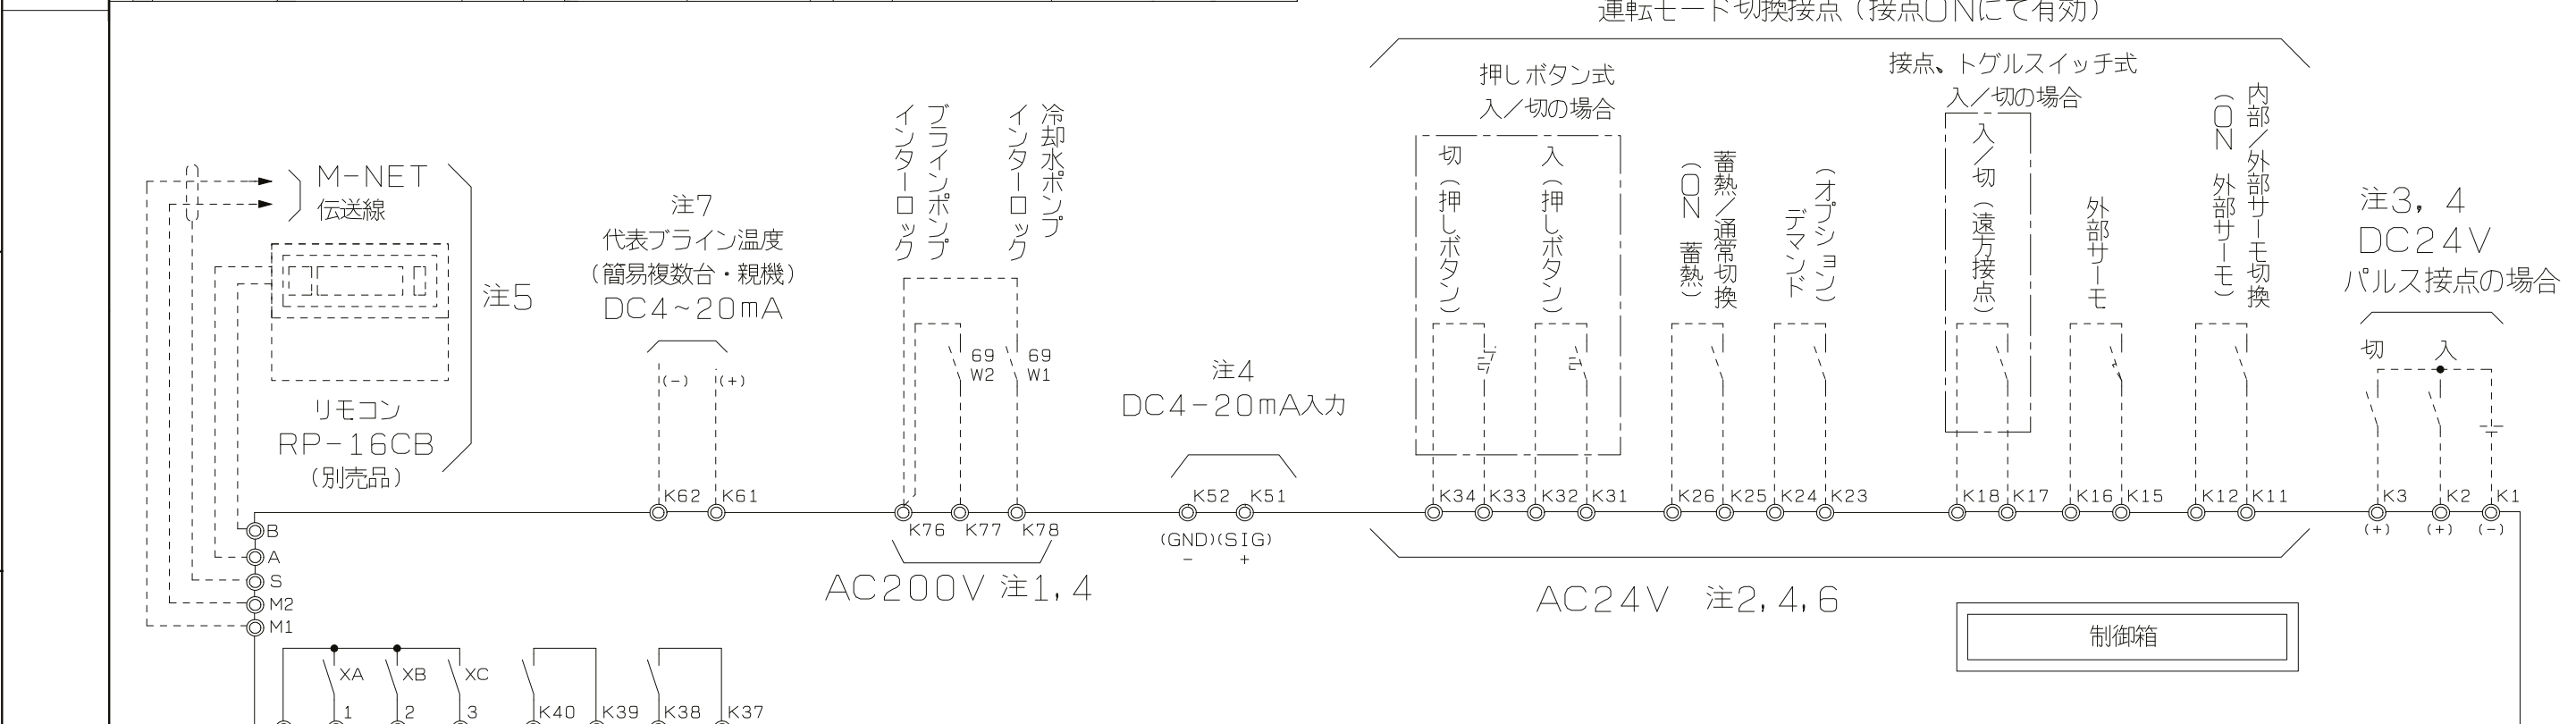 運転モード切換接点（接点ONにて有効）
押しボタン式
入／切の場合
接点、トグルスイッチ式
入／切の場合
M-NET
伝送線
注5
リモコン
RP-16CB
（別売品）
注7
代表ブライン温度
（簡易複数台・親機）
DC4~20mA
(-)
(+)
ブラインポンプ
インターロック
冷却水ポンプ
インターロック
69
W2
69
W1
注4
DC4-20mA入力
切（押しボタン）
入（押しボタン）
蓄熱／通常切換
（ON　蓄熱）
（オプション）
デマンド
入／切（遠方接点）
外部サーモ
内部／外部サーモ切換
（ON　外部サーモ）
注3, 4
DC24V
パルス接点の場合
切
入
K62
K61
K76
K77
K78
K52
K51
K34
K33
K32
K31
K26
K25
K24
K23
K18
K17
K16
K15
K12
K11
K3
K2
K1
(+)
(+)
(-)
(GND)
(SIG)
-
+
AC200V 注1, 4
AC24V　注2, 4, 6
制御箱
B
A
S
M2
M1
XA
XB
XC
1
2
3
K40
K39
K38
K37